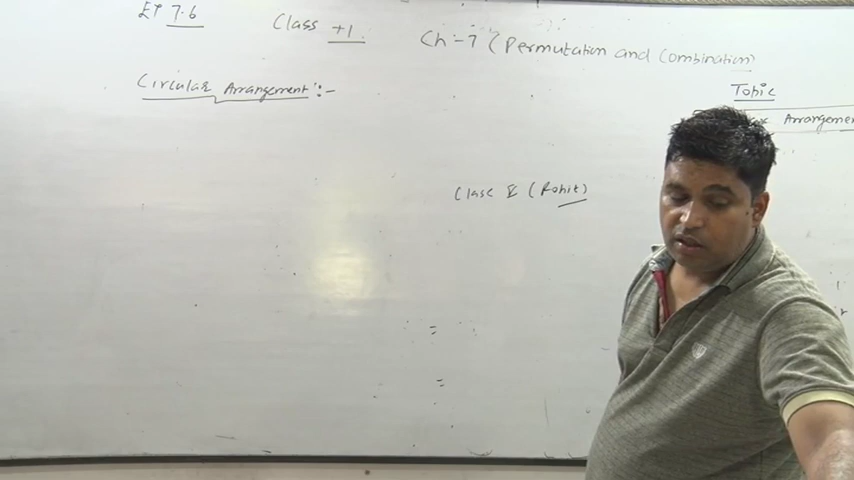 Ex 7.6
Class +1
Ch:-7 (Permutation and Combination)
Circular Arrangement :-
Topic
Arrangement
Class X (Rohit)
=
=